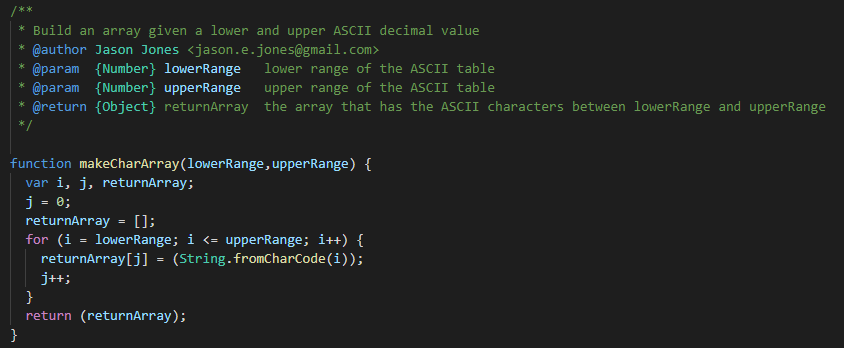 /**
 * Build an array given a lower and upper ASCII decimal value
 * @author Jason Jones <jason.e.jones@gmail.com>
 * @param  {Number} lowerRange   lower range of the ASCII table
 * @param  {Number} upperRange   upper range of the ASCII table
 * @return {Object} returnArray  the array that has the ASCII characters between lowerRange and upperRange
 */

function makeCharArray(lowerRange,upperRange) {
  var i, j, returnArray;
  j = 0;
  returnArray = [];
  for (i = lowerRange; i <= upperRange; i++) {
    returnArray[j] = (String.fromCharCode(i));
    j++;
  }
  return (returnArray);
}